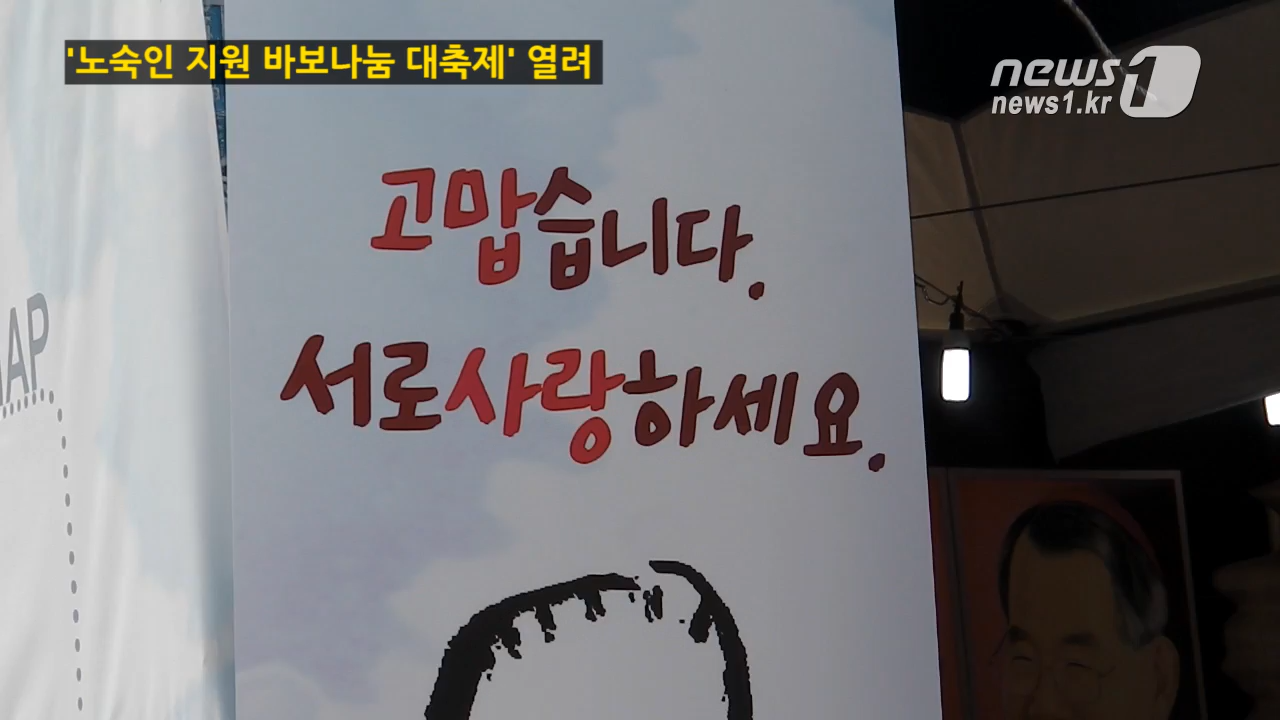 '노숙인 지원 바보나눔 대축제' 열려
news1
news1.kr
고맙습니다.
서로사랑하세요.
AP